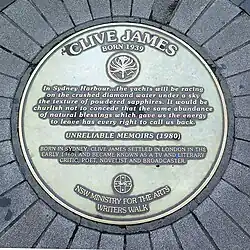 CLIVE JAMES
BORN 1939
In Sydney Harbour...the yachts will be racing
on the crushed diamond water under a sky
the texture of powdered sapphires. It would be
churlish not to concede that the same abundance
of natural blessings which gave us the energy
to leave has every right to call us back.
UNRELIABLE MEMOIRS (1980)
BORN IN SYDNEY, CLIVE JAMES SETTLED IN LONDON IN THE
EARLY 1960s AND BECAME KNOWN AS A TV AND LITERARY
CRITIC, POET, NOVELIST AND BROADCASTER.
NSW MINISTRY FOR THE ARTS
WRITERS WALK